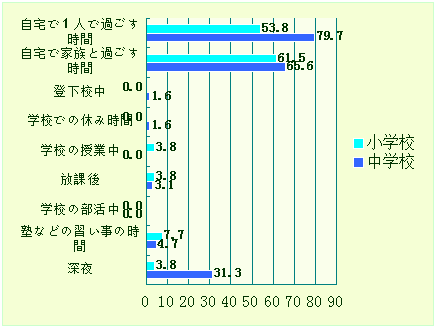 自宅で1人で過ごす
時間
53.8
79.7
自宅で家族と過ごす
時間
61.5
65.6
登下校中
0.0
1.6
学校での休み時間
0.0
1.6
学校の授業中
3.8
0.0
放課後
3.8
3.1
学校の部活中
0.0
0.0
塾などの習い事の時
間
7.7
4.7
深夜
3.8
31.3
小学校
中学校
0 10 20 30 40 50 60 70 80 90